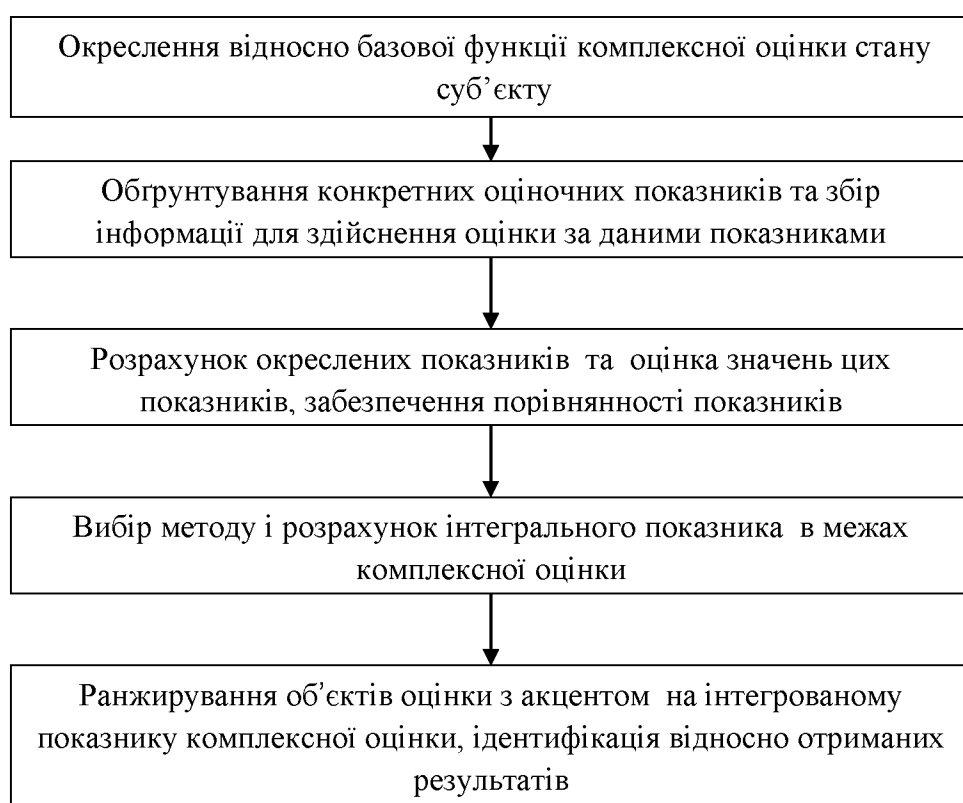 Окреслення відносно базової функції комплексної оцінки стану
суб’єкту
Обґрунтування конкретних оціночних показників та збір
інформації для здійснення оцінки за даними показниками
Розрахунок окреслених показників та оцінка значень цих
показників, забезпечення порівнянності показників
Вибір методу і розрахунок інтегрального показника в межах
комплексної оцінки
Ранжирування об’єктів оцінки з акцентом на інтегрованому
показнику комплексної оцінки, ідентифікація відносно отриманих
результатів